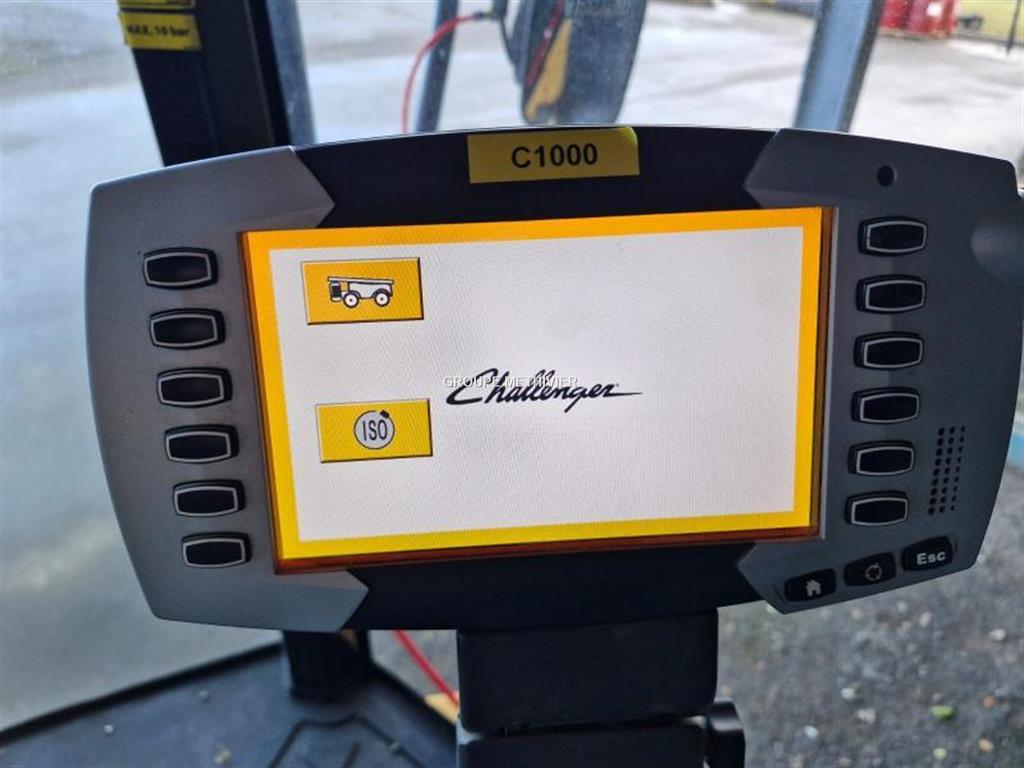 MAX. 10 bar
C1000
GROUPE METHIVIER
Challenger
ISO
Esc